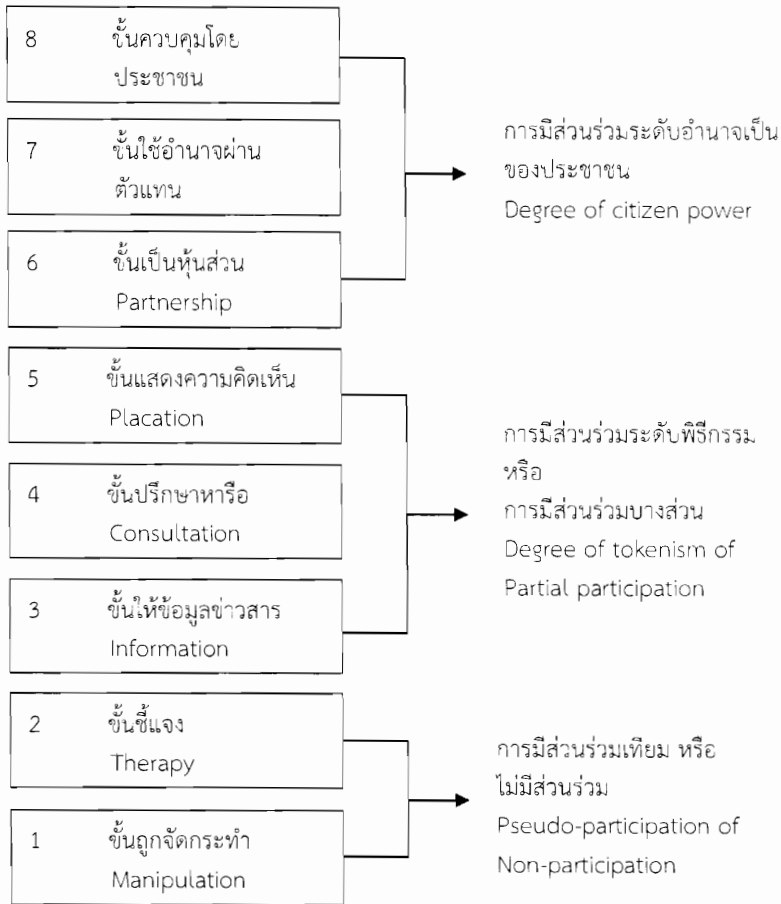 8 ขั้นควบคุมโดย
ประชาชน
7 ขั้นใช้อำนาจผ่าน
ตัวแทน
6 ขั้นเป็นหุ้นส่วน
Partnership
การมีส่วนร่วมระดับอำนาจเป็น
ของประชาชน
Degree of citizen power
5 ขั้นแสดงความคิดเห็น
Placation
4 ขั้นปรึกษาหารือ
Consultation
3 ขั้นให้ข้อมูลข่าวสาร
Information
การมีส่วนร่วมระดับพิธีกรรม
หรือ
การมีส่วนร่วมบางส่วน
Degree of tokenism of
Partial participation
2 ขั้นชี้แจง
Therapy
1 ขั้นถูกจัดกระทำ
Manipulation
การมีส่วนร่วมเทียม หรือ
ไม่มีส่วนร่วม
Pseudo-participation of
Non-participation